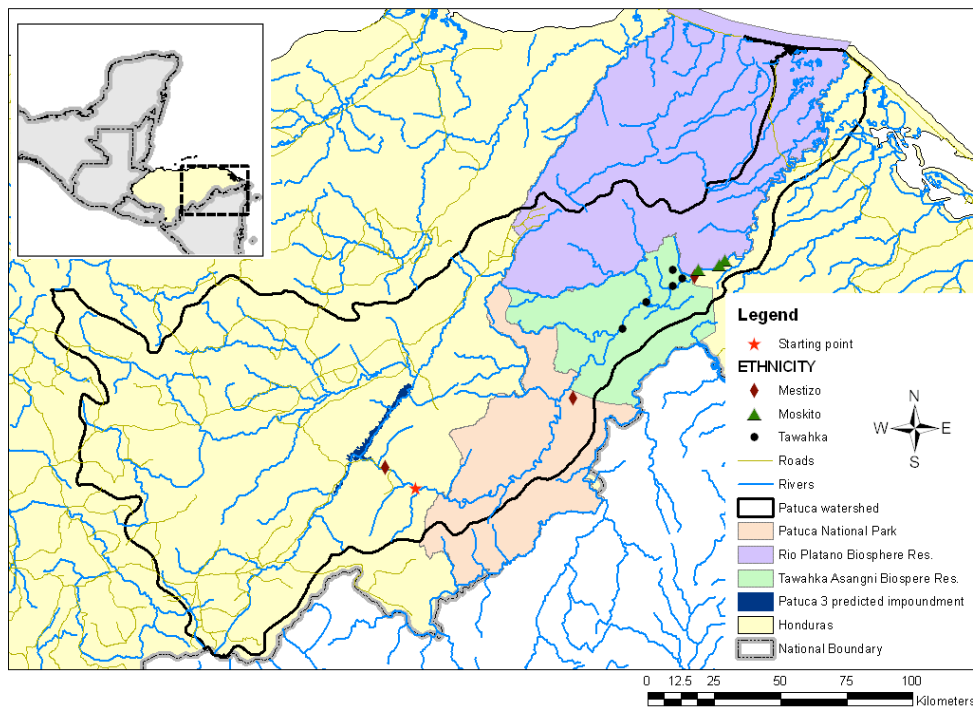 Legend
Starting point
ETHNICITY
Mestizo
Moskito
Tawahka
Roads
Rivers
Patuca watershed
Patuca National Park
Rio Platano Biosphere Res.
Tawahka Asangni Biospere Res.
Patuca 3 predicted impoundment
Honduras
National Boundary
N
W E
S
0 12.5 25 50 75 100
Kilometers